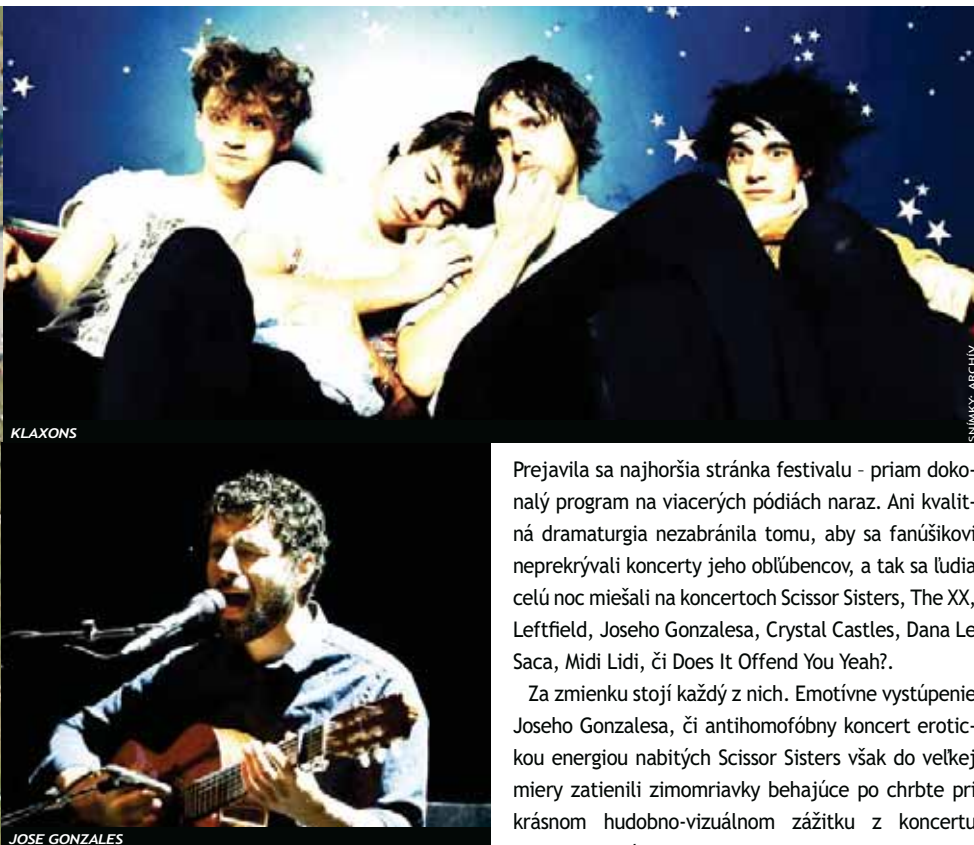 SNÍMKY: ARCHÍV
KLAXONS
JOSE GONZALES
Prejavila sa najhoršia stránka festivalu – priam doko-
nalý program na viacerých pódiách naraz. Ani kvalit-
ná dramaturgia nezabránila tomu, aby sa fanúšikovi
neprekrývali koncerty jeho obľúbencov, a tak sa ľudia
celú noc miešali na koncertoch Scissor Sisters, The XX,
Leftfield, Joseho Gonzalesa, Crystal Castles, Dana Le
Saca, Midi Lidi, či Does It Offend You Yeah?.
Za zmienku stojí každý z nich. Emotívne vystúpenie
Joseho Gonzalesa, či antihomofóbny koncert erotic-
kou energiou nabitých Scissor Sisters však do veľkej
miery zatienili zimomriavky behajúce po chrbte pri
krásnom hudobno-vizuálnom zážitku z koncertu